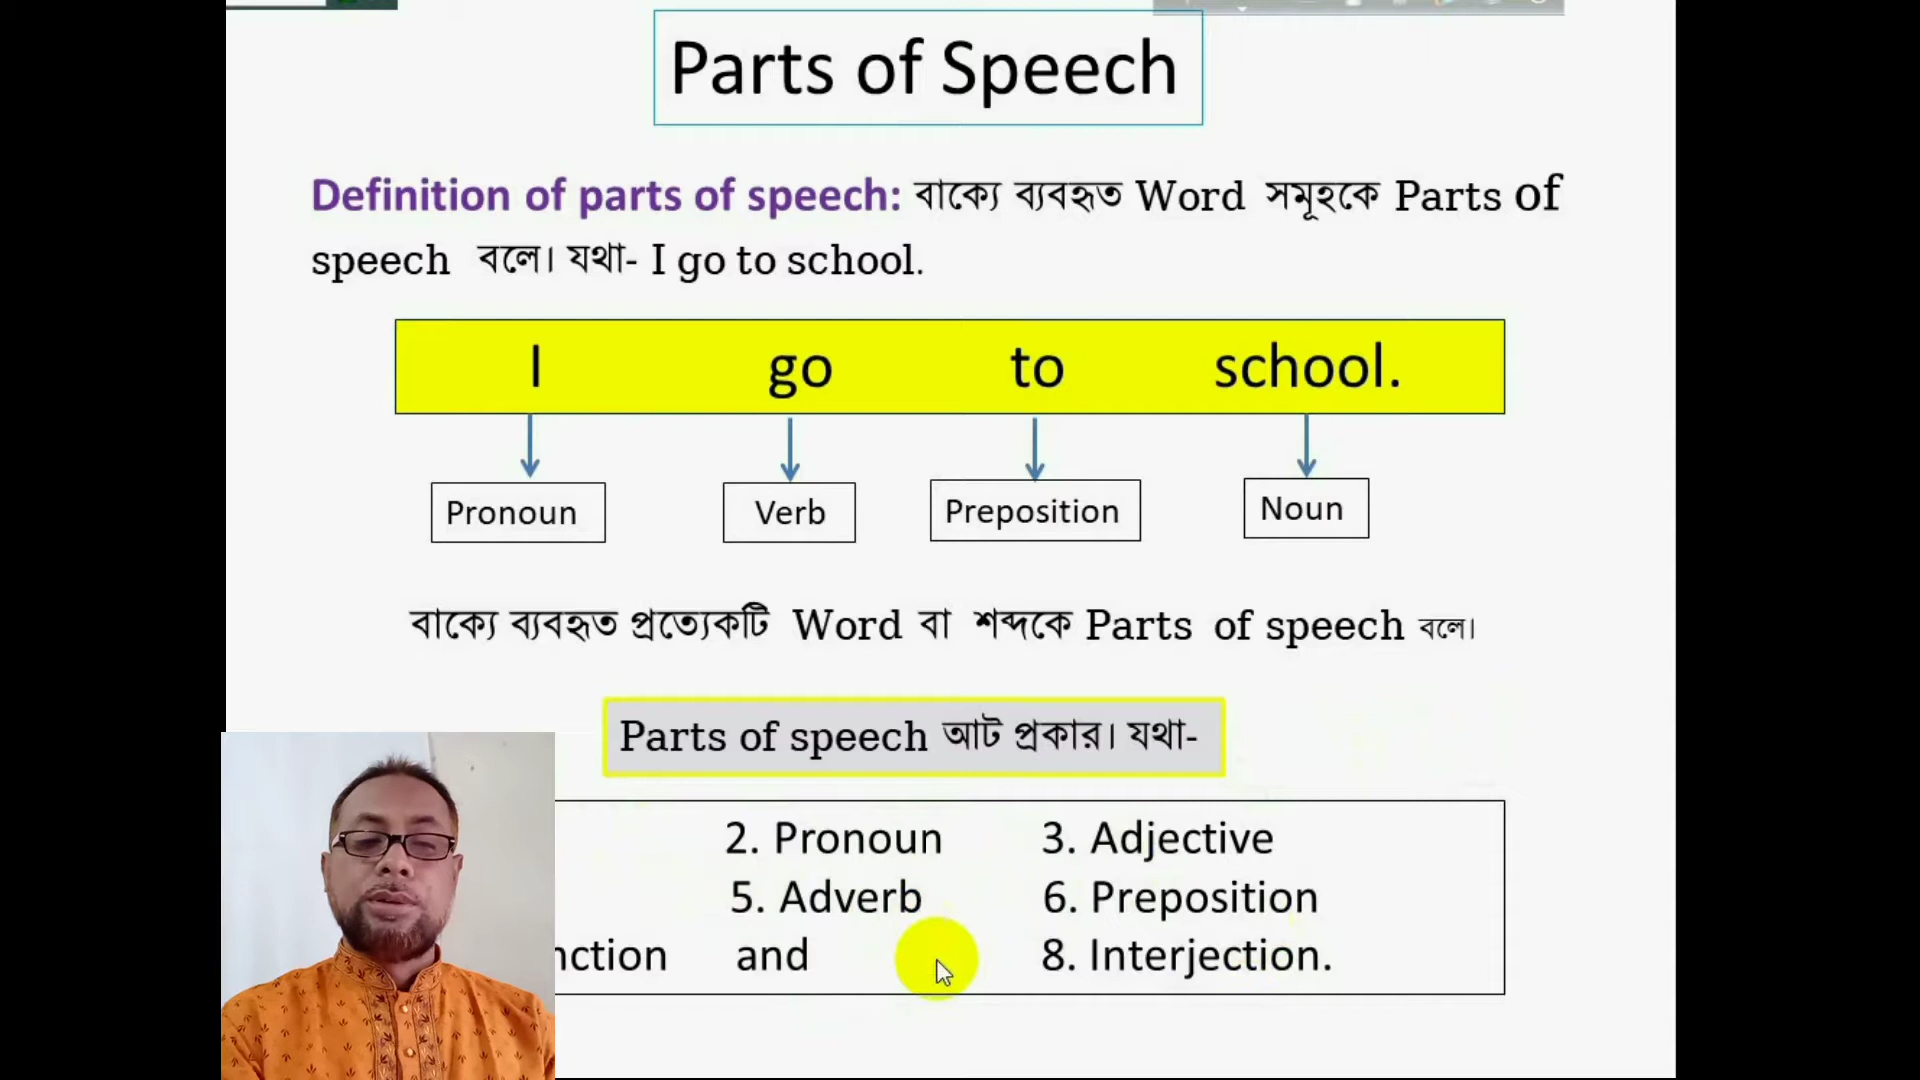 Parts of Speech
Definition of parts of speech: বাক্যে ব্যবহৃত Word সমূহকে Parts of
speech বলে। যথা- I go to school.
I go to school.
Pronoun Verb Preposition Noun
বাক্যে ব্যবহৃত প্রত্যেকটি Word বা শব্দকে Parts of speech বলে।
Parts of speech আট প্রকার। যথা-
2. Pronoun 3. Adjective
5. Adverb 6. Preposition
nction and 8. Interjection.